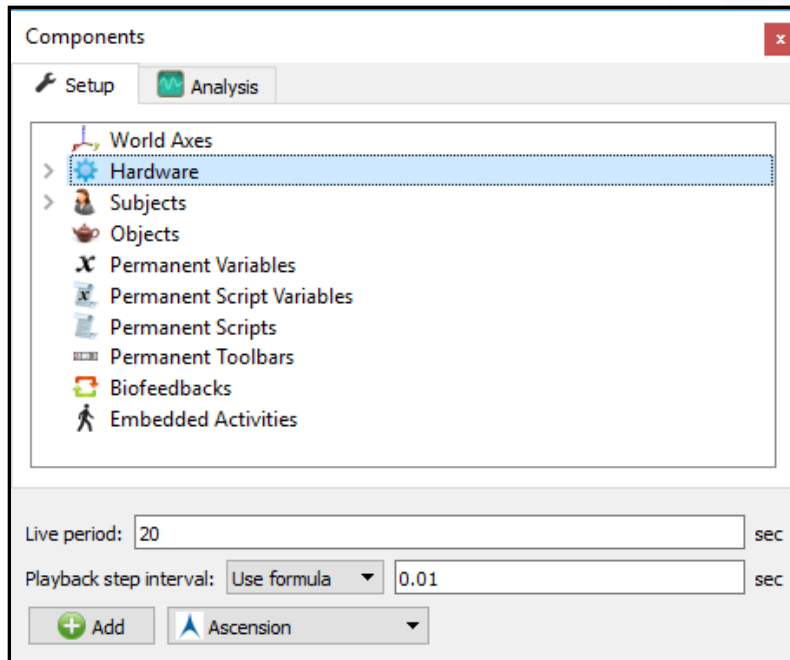 Components
x
Setup Analysis
World Axes
Hardware
Subjects
Objects
x Permanent Variables
x Permanent Script Variables
Permanent Scripts
Permanent Toolbars
Biofeedbacks
Embedded Activities
Live period: 20 sec
Playback step interval: Use formula 0.01 sec
Add Ascension